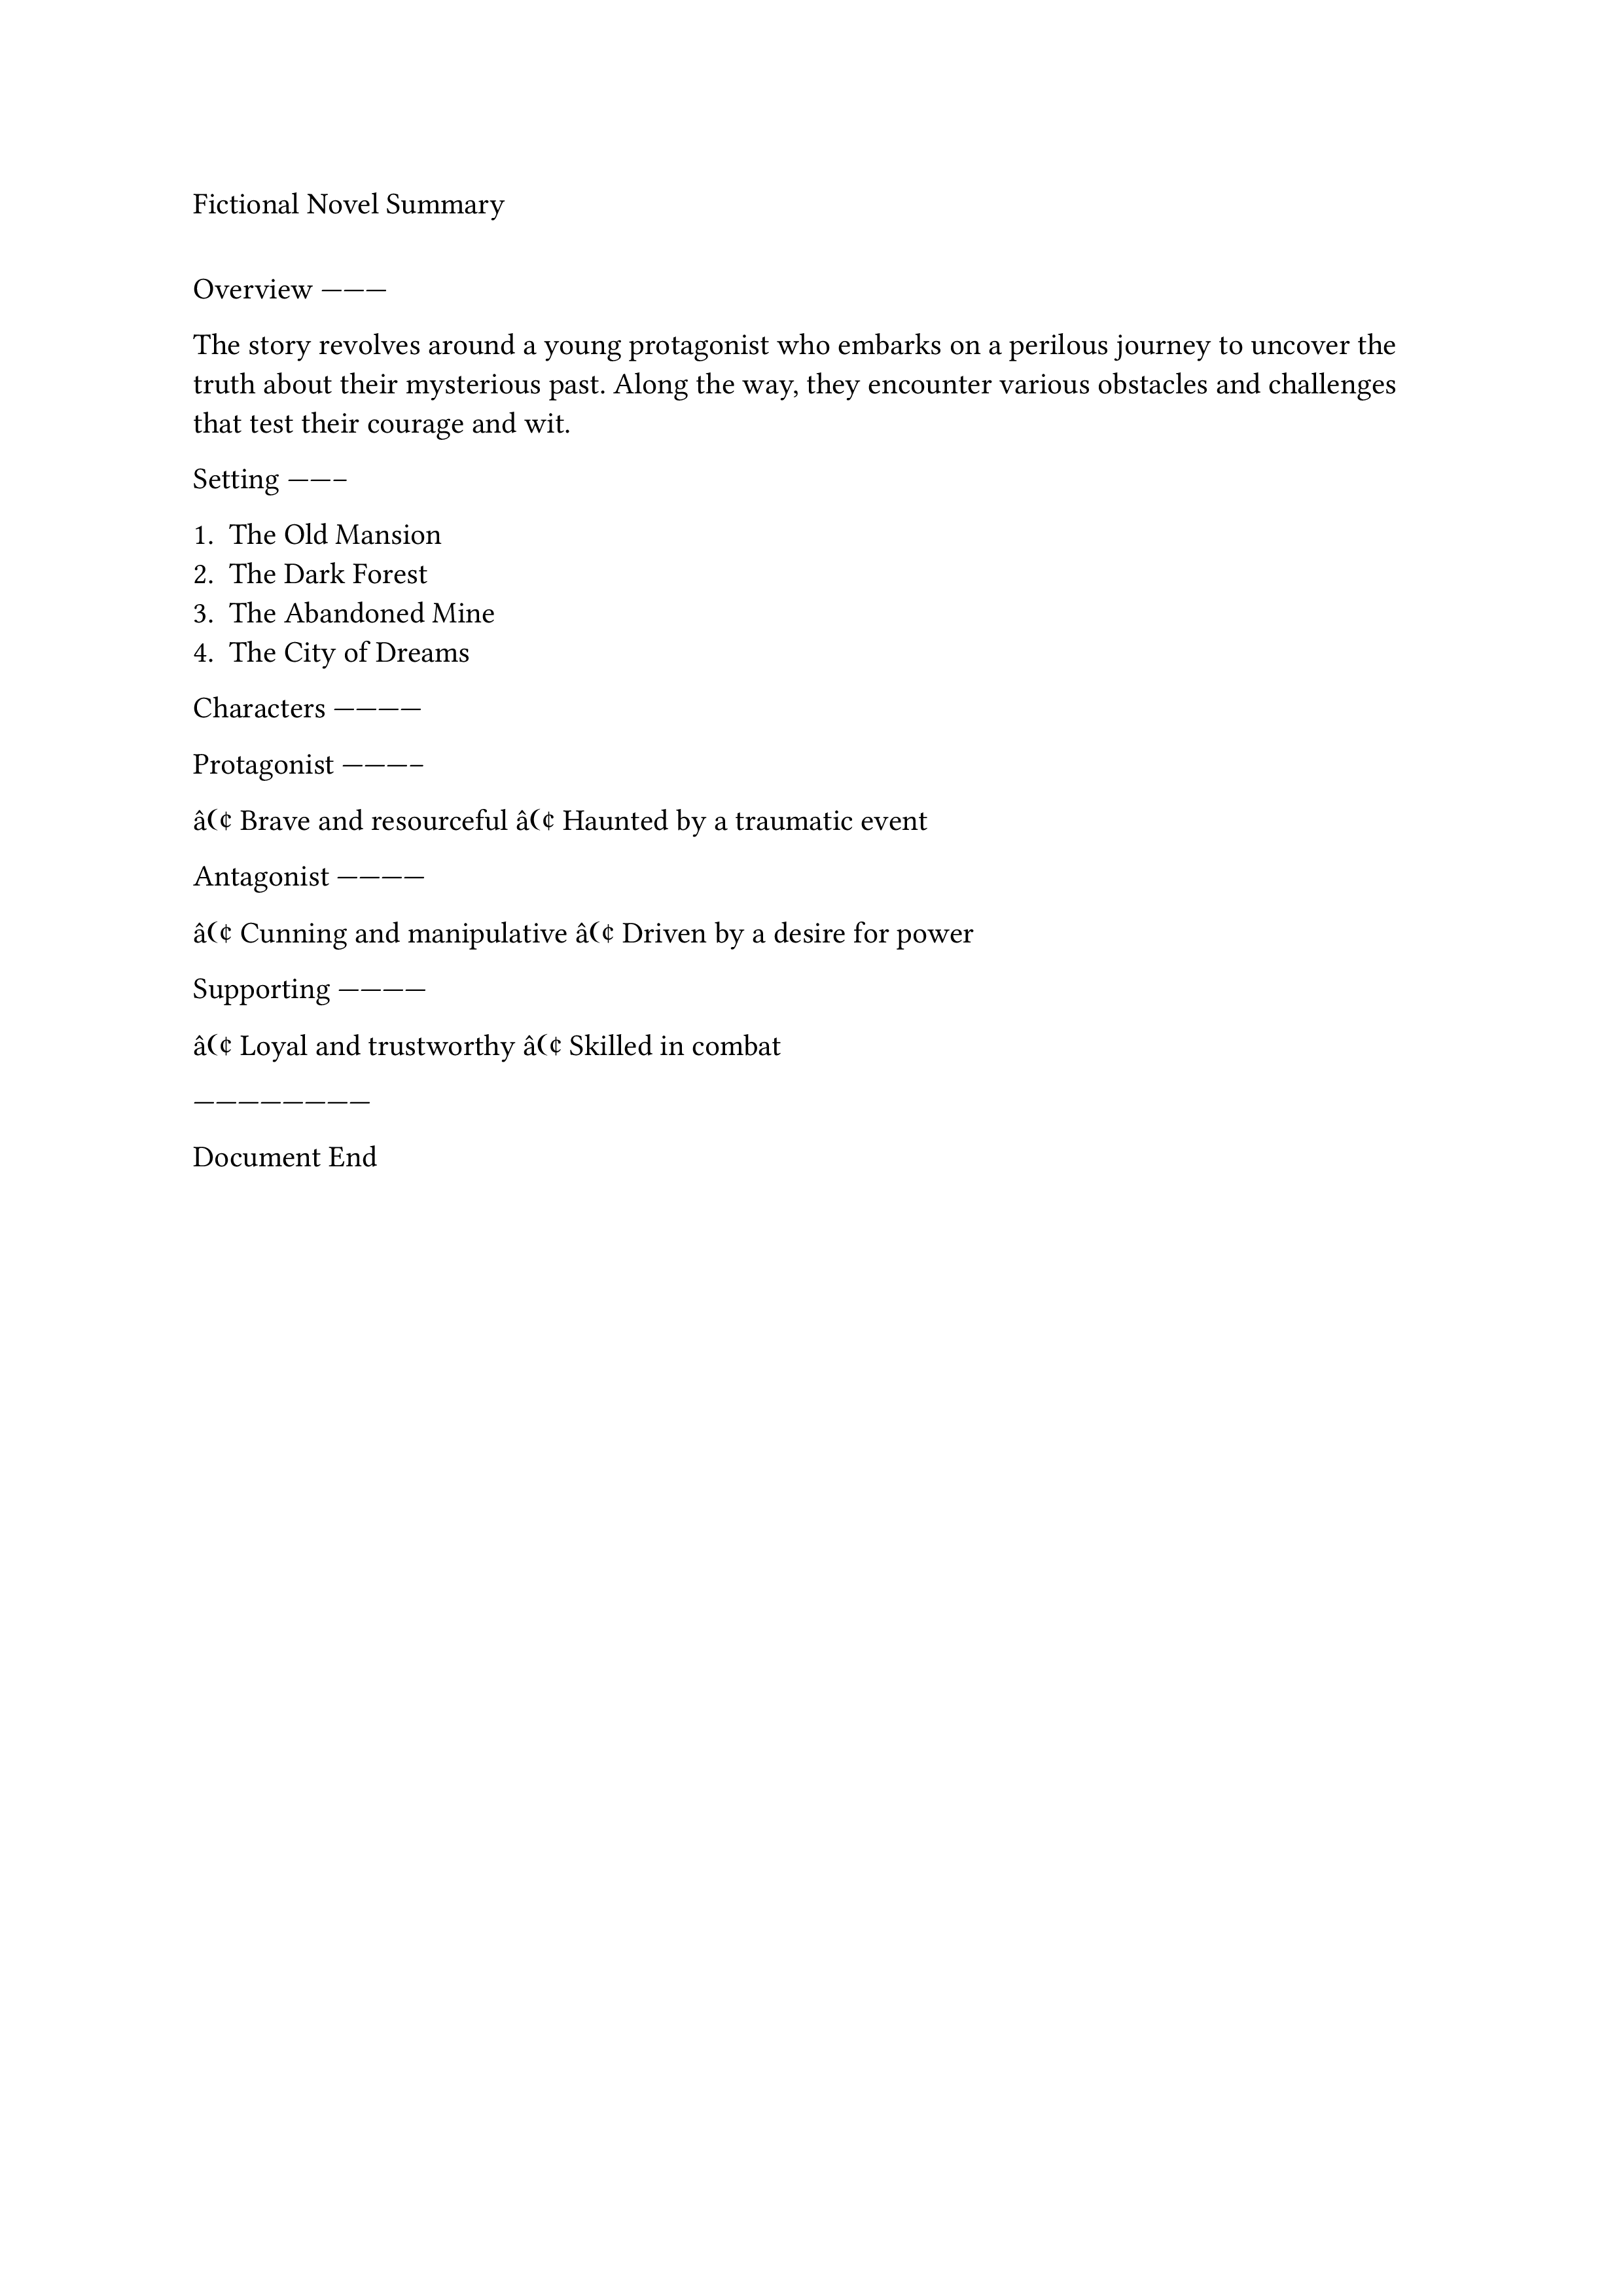 Fictional Novel Summary
Overview ———
The story revolves around a young protagonist who embarks on a perilous journey to uncover the
truth about their mysterious past. Along the way, they encounter various obstacles and challenges
that test their courage and wit.
Setting ——–
1. The Old Mansion
2. The Dark Forest
3. The Abandoned Mine
4. The City of Dreams
Characters ————
Protagonist ———–
â(¢ Brave and resourceful â(¢ Haunted by a traumatic event
Antagonist ————
â(¢ Cunning and manipulative â(¢ Driven by a desire for power
Supporting ————
â(¢ Loyal and trustworthy â(¢ Skilled in combat
————————
Document End